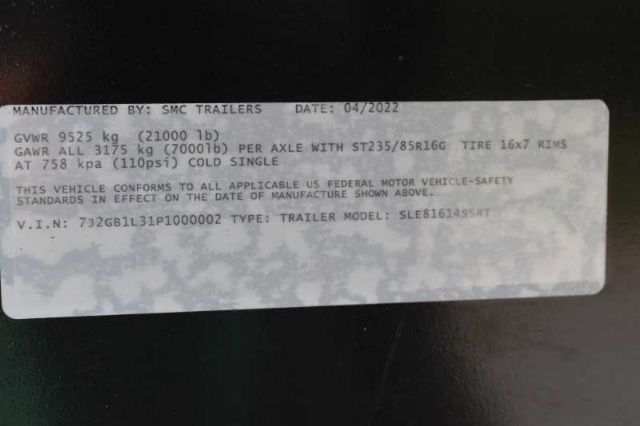 MANUFACTURED BY: SMC TRAILERS DATE: 04/2022
GVWR 9525 kg (21000 lb)
GAWR ALL 3175 kg (7000lb) PER AXLE WITH ST235/85R16G TIRE 16x7 RIMS
AT 758 kpa (110psi) COLD SINGLE
THIS VEHICLE CONFORMS TO ALL APPLICABLE US FEDERAL MOTOR VEHICLE-SAFETY
STANDARDS IN EFFECT ON THE DATE OF MANUFACTURE SHOWN ABOVE.
V.I.N: 7J2GB1L31P1000002 TYPE: TRAILER MODEL: